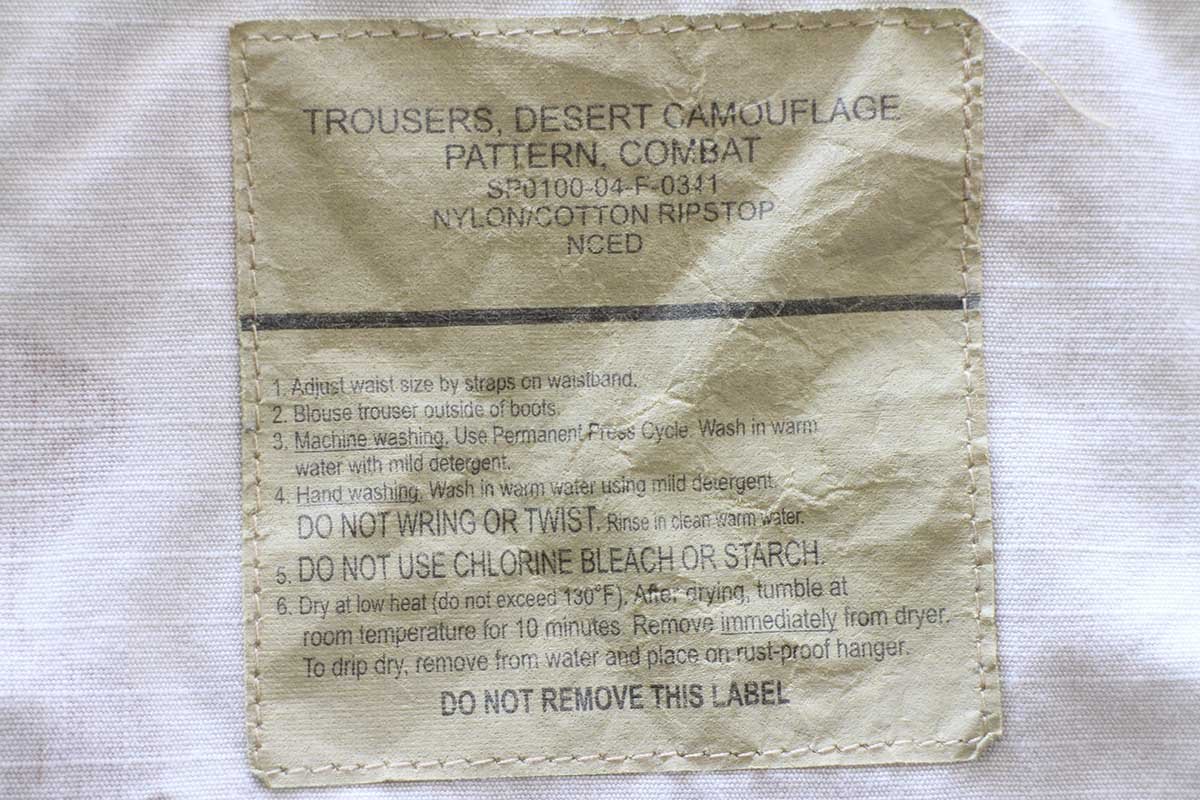 TROUSERS, DESERT CAMOUFLAGE
PATTERN, COMBAT
SP0100-04-F-0341
NYLON/COTTON RIPSTOP
NCED
1. Adjust waist size by straps on waistband.
2. Blouse trouser outside of boots.
3. Machine washing. Use Permanent Press Cycle. Wash in warm
water with mild detergent.
4. Hand washing. Wash in warm water using mild detergent.
DO NOT WRING OR TWIST. Rinse in clean warm water.
5. DO NOT USE CHLORINE BLEACH OR STARCH.
6. Dry at low heat (do not exceed 130°F). After drying, tumble at
room temperature for 10 minutes. Remove immediately from dryer.
To drip dry, remove from water and place on rust-proof hanger.
DO NOT REMOVE THIS LABEL